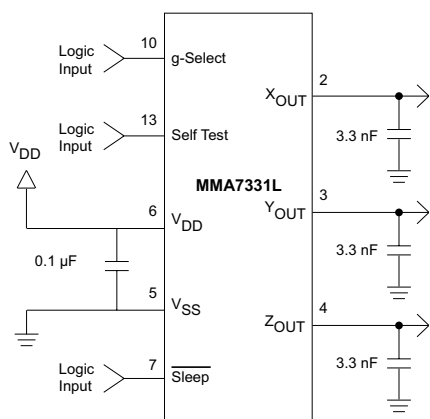 Logic
Input
10
g-Select
Logic
Input
13
Self Test
VDD
6
VDD
0.1 µF
5
VSS
Logic
Input
7
Sleep
MMA7331L
2
XOUT
3.3 nF
3
YOUT
3.3 nF
4
ZOUT
3.3 nF